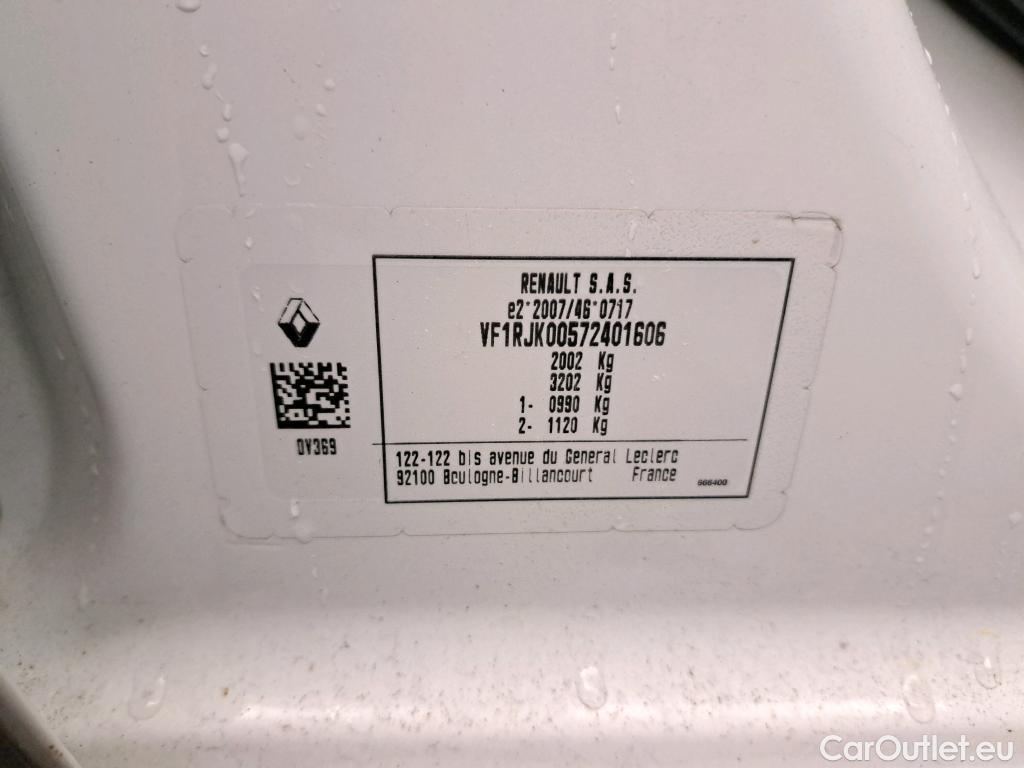 RENAULT S.A.S.
e2*2007/46*0717
VF1RJK00572401606
2002 Kg
3202 Kg
1- 0990 Kg
2- 1120 Kg
DV369
122-122 bis avenue du General Leclerc
92100 Boulogne-Billancourt France
666400
CarOutlet.eu